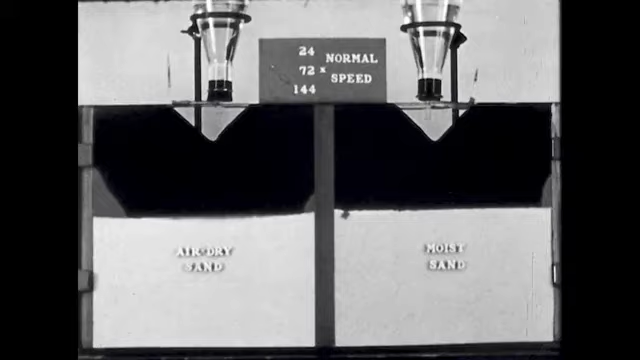 24
72 x
144
NORMAL
SPEED
AIR-DRY
SAND
MOIST
SAND